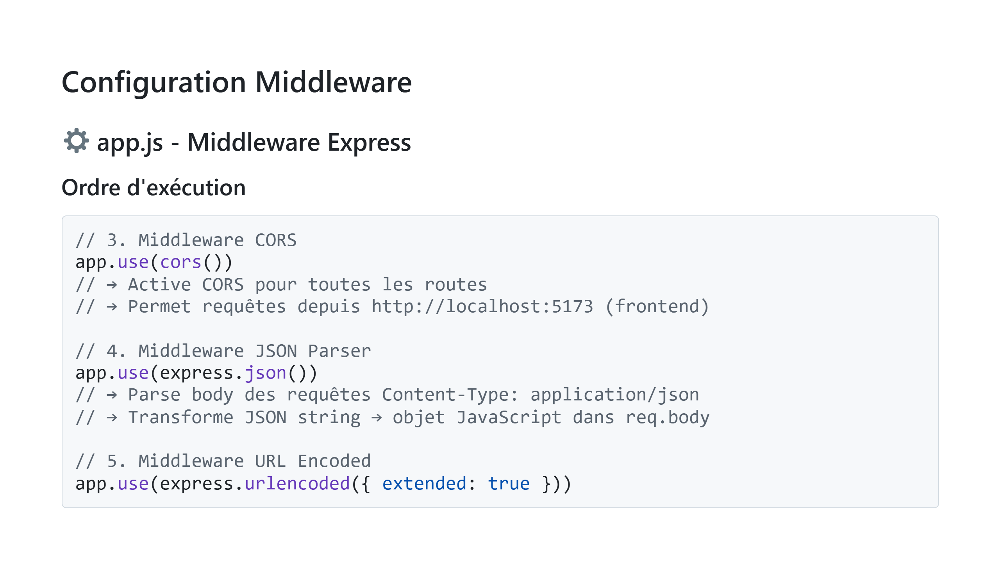 Configuration Middleware
⚙️ app.js - Middleware Express
Ordre d'exécution
// 3. Middleware CORS
app.use(cors())
// → Active CORS pour toutes les routes
// → Permet requêtes depuis http://localhost:5173 (frontend)
// 4. Middleware JSON Parser
app.use(express.json())
// → Parse body des requêtes Content-Type: application/json
// → Transforme JSON string → objet JavaScript dans req.body
// 5. Middleware URL Encoded
app.use(express.urlencoded({ extended: true }))